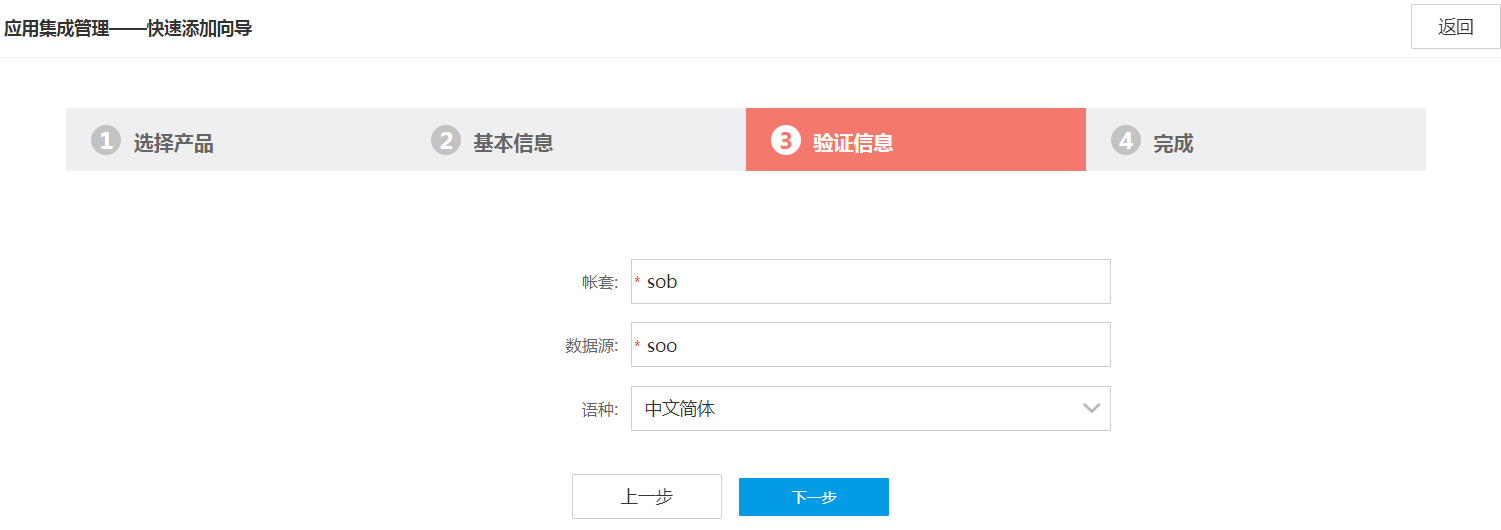 应用集成管理——快速添加向导
返回
1 选择产品 2 基本信息 3 验证信息 4 完成
帐套: * sob
数据源: * soo
语种: 中文简体
上一步 下一步